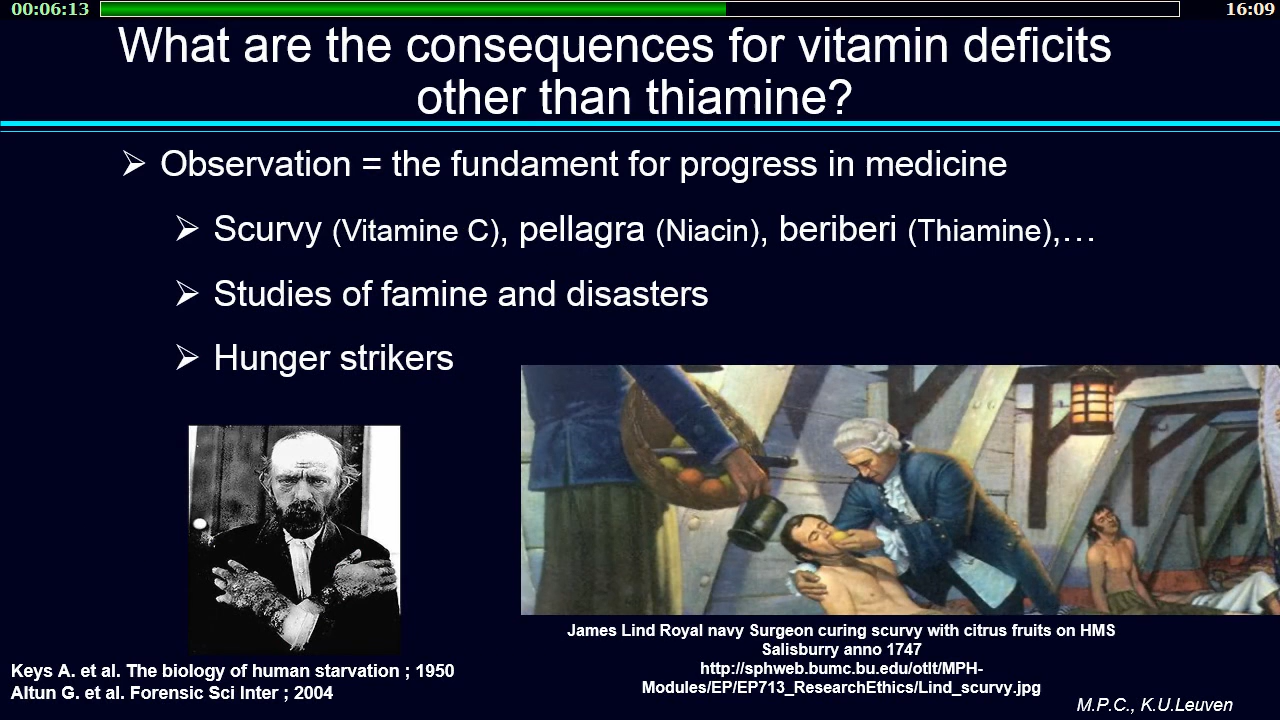 00:06:13
16:09
What are the consequences for vitamin deficits
other than thiamine?
➢ Observation = the fundament for progress in medicine
➢ Scurvy (Vitamine C), pellagra (Niacin), beriberi (Thiamine),…
➢ Studies of famine and disasters
➢ Hunger strikers
James Lind Royal navy Surgeon curing scurvy with citrus fruits on HMS
Salisburry anno 1747
http://sphweb.bumc.bu.edu/otlt/MPH-
Modules/EP/EP713_ResearchEthics/Lind_scurvy.jpg
Keys A. et al. The biology of human starvation ; 1950
Altun G. et al. Forensic Sci Inter ; 2004
M.P.C., K.U.Leuven